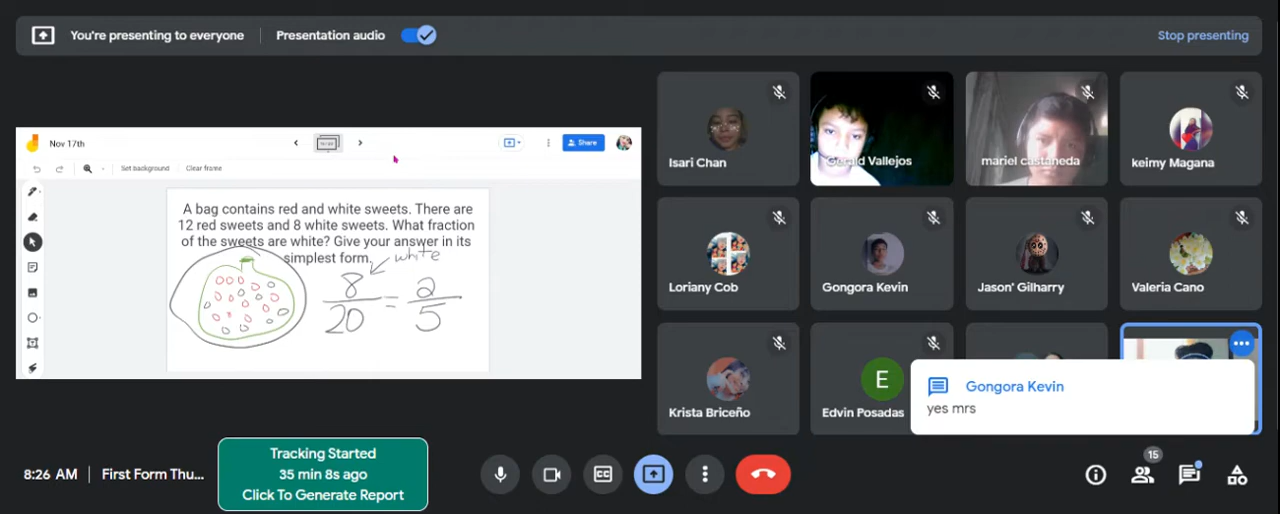 You're presenting to everyone
Presentation audio
Stop presenting
Nov 17th
Share
Set background
Clear frame
A bag contains red and white sweets. There are
12 red sweets and 8 white sweets. What fraction
of the sweets are white? Give your answer in its
simplest form.
white
8
20
=
2
5
Isari Chan
Gerald Vallejos
mariel castaneda
keimy Magana
Loriany Cob
Gongora Kevin
Jason' Gilharry
Valeria Cano
Krista Briceño
E
Edvin Posadas
Gongora Kevin
yes mrs
8:26 AM
First Form Thu...
Tracking Started
35 min 8s ago
Click To Generate Report
CC
15